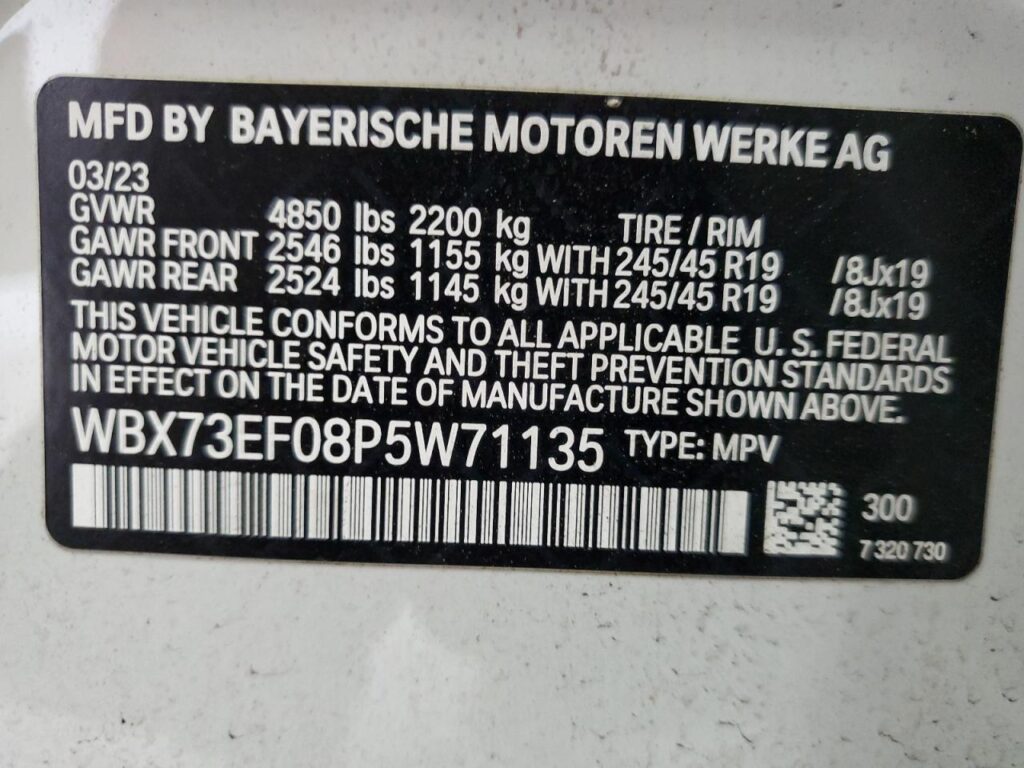 MFD BY BAYERISCHE MOTOREN WERKE AG
03/23
GVWR 4850 lbs 2200 kg TIRE / RIM
GAWR FRONT 2546 lbs 1155 kg WITH 245/45 R19 /8Jx19
GAWR REAR 2524 lbs 1145 kg WITH 245/45 R19 /8Jx19
THIS VEHICLE CONFORMS TO ALL APPLICABLE U. S. FEDERAL
MOTOR VEHICLE SAFETY AND THEFT PREVENTION STANDARDS
IN EFFECT ON THE DATE OF MANUFACTURE SHOWN ABOVE.
WBX73EF08P5W71135 TYPE: MPV
300
7 320 730